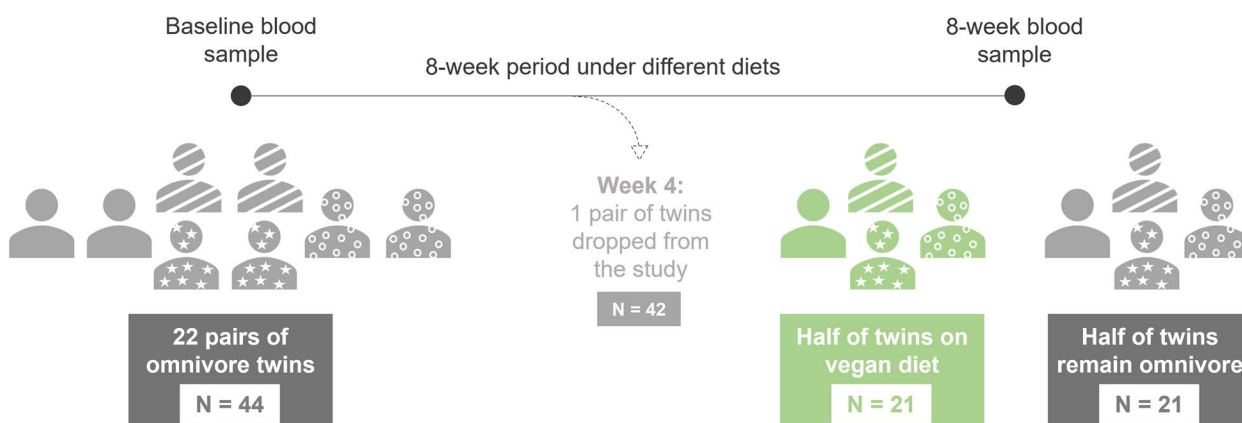 Baseline blood
sample
8-week period under different diets
8-week blood
sample
Week 4:
1 pair of twins
dropped from
the study
N = 42
22 pairs of
omnivore twins
N = 44
Half of twins on
vegan diet
N = 21
Half of twins
remain omnivore
N = 21